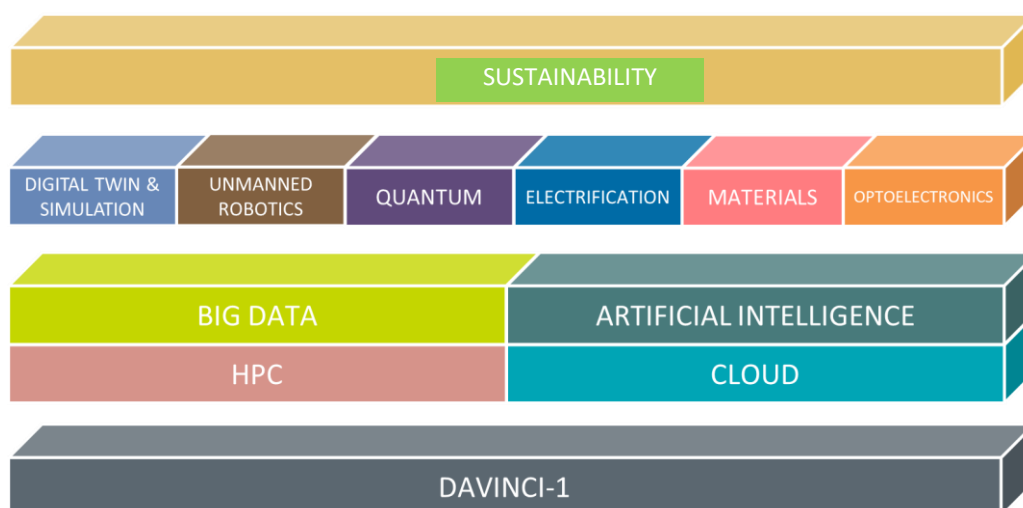 SUSTAINABILITY
DIGITAL TWIN &
SIMULATION
UNMANNED
ROBOTICS
QUANTUM
ELECTRIFICATION
MATERIALS
OPTOELECTRONICS
BIG DATA
ARTIFICIAL INTELLIGENCE
HPC
CLOUD
DAVINCI-1